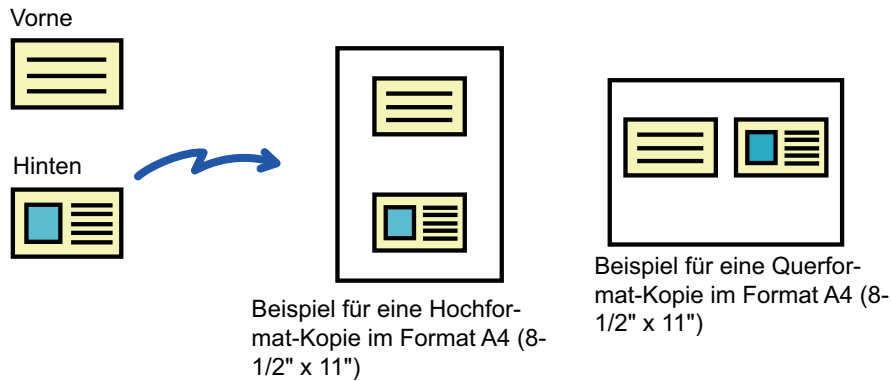 Vorne
Hinten
Beispiel für eine Hochfor-
mat-Kopie im Format A4 (8-
1/2" x 11")
Beispiel für eine Querfor-
mat-Kopie im Format A4 (8-
1/2" x 11")